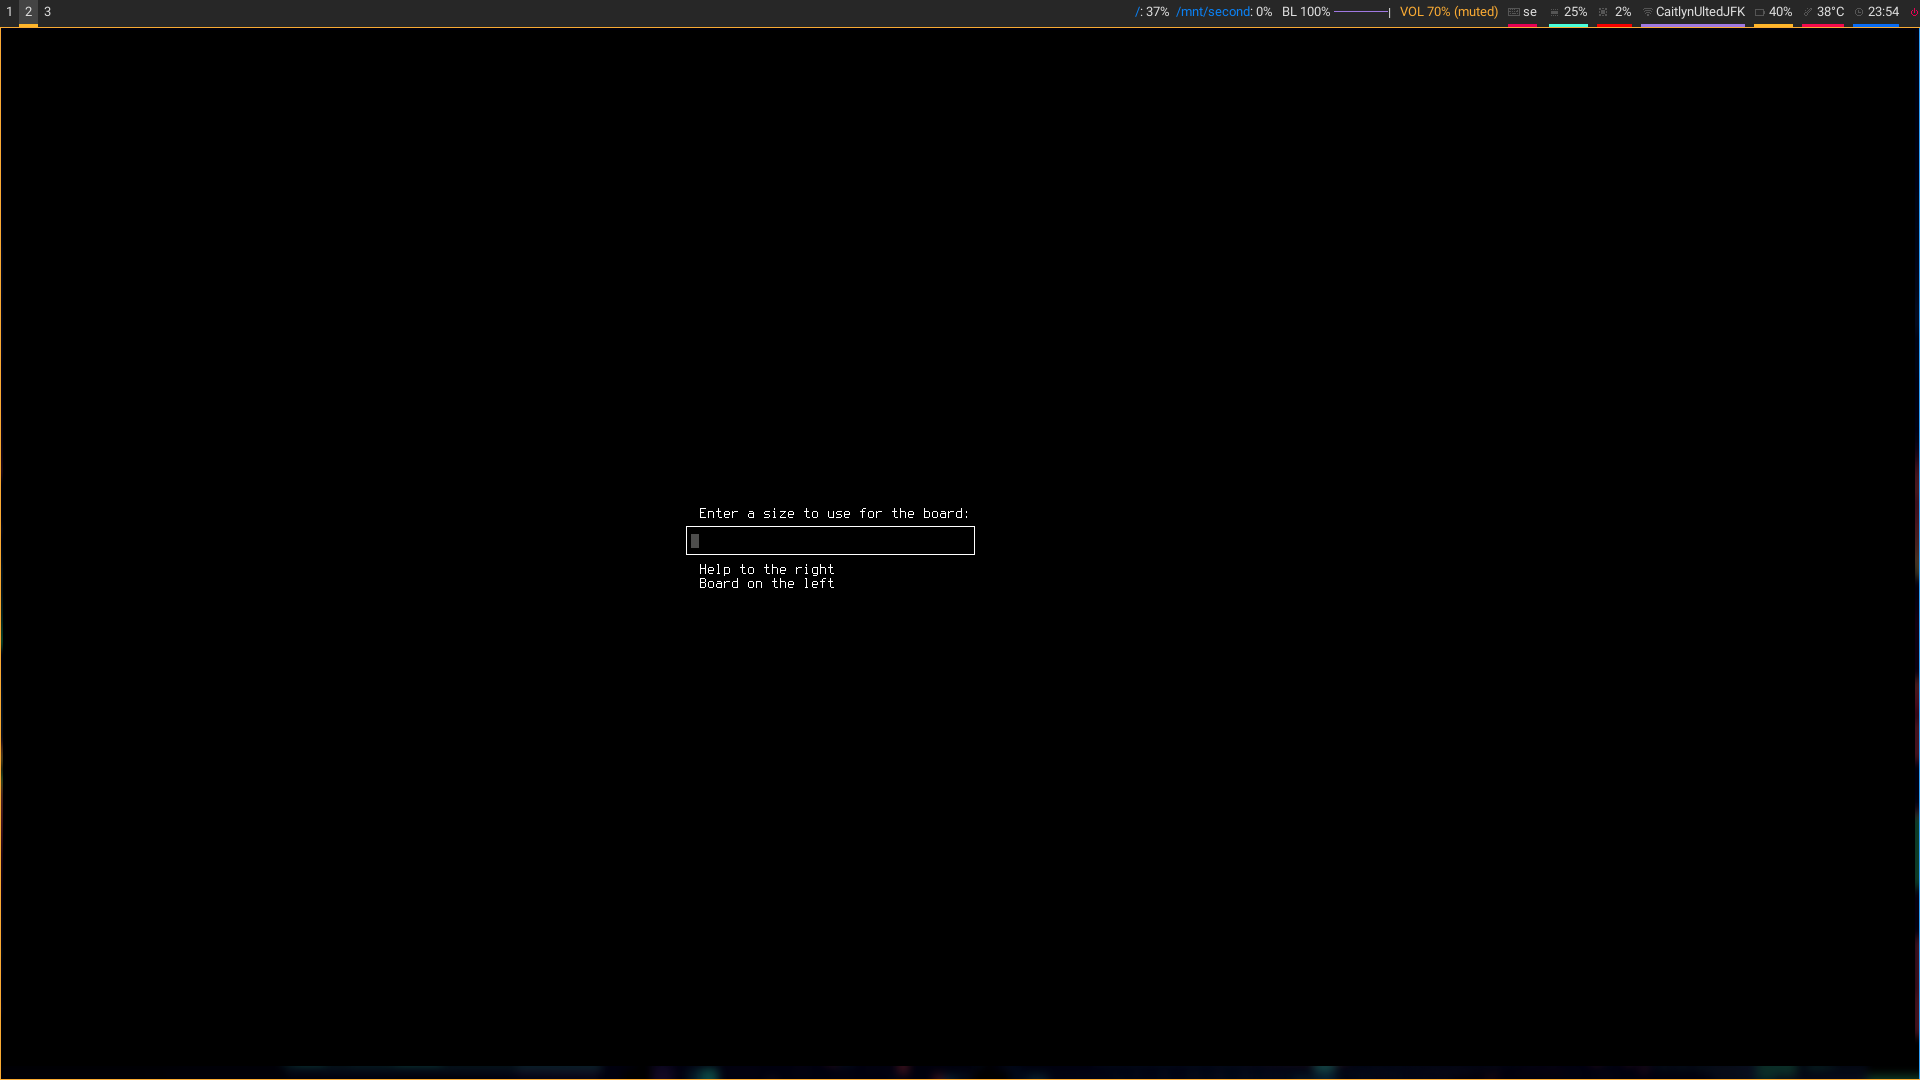 1 2 3 /: 37% /mnt/second: 0% BL 100% VOL 70% (muted) se 25% 2% CaitlynUltedJFK 40% 38°C 23:54
Enter a size to use for the board:
Help to the right
Board on the left